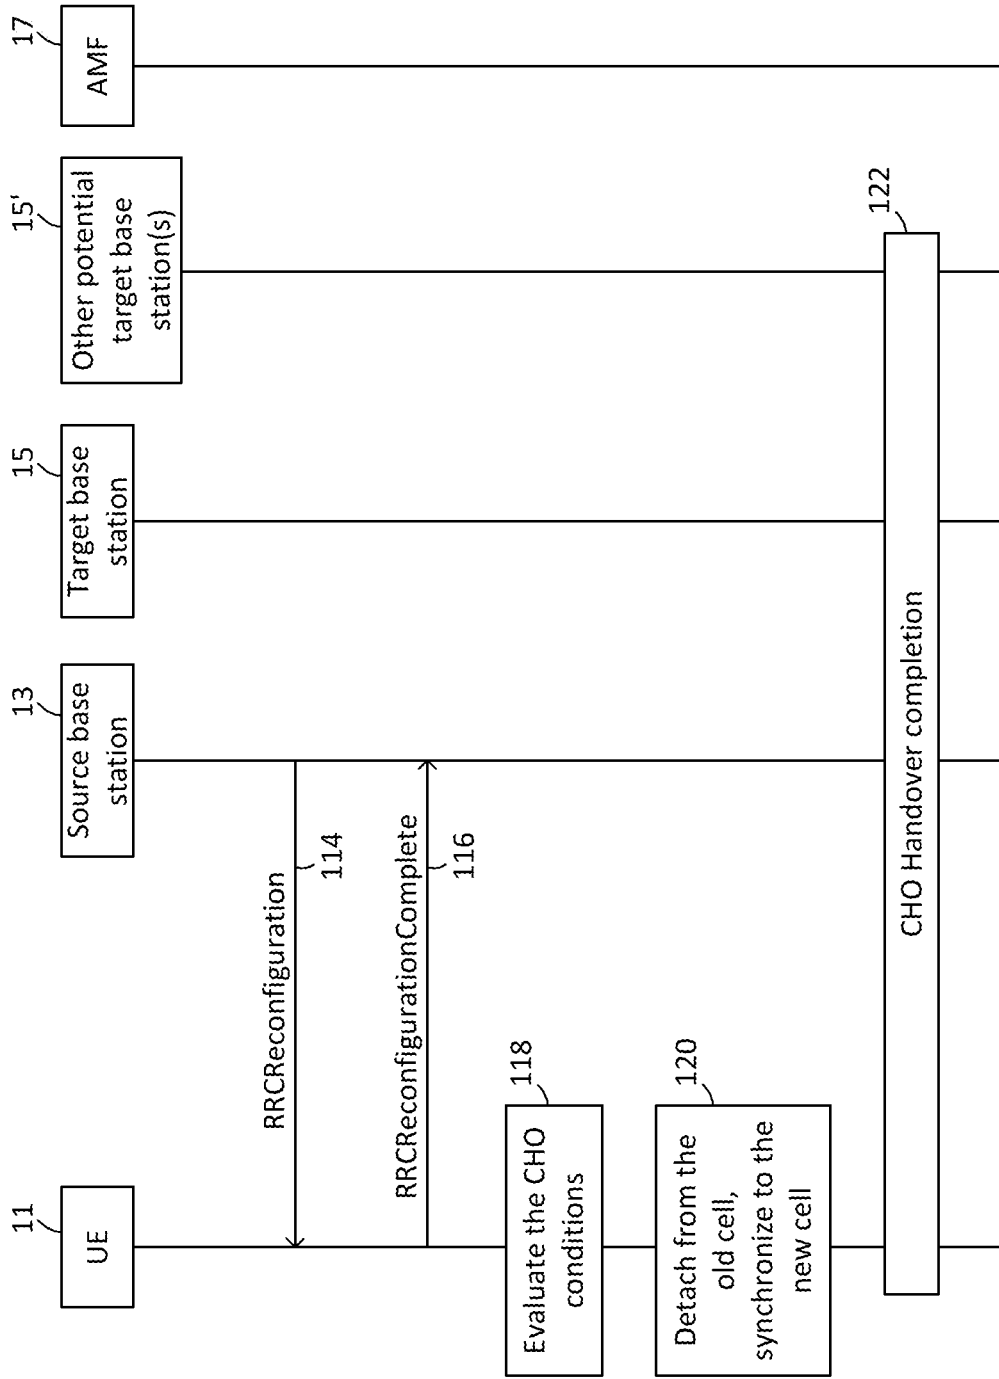 11
UE
13
Source base
station
15
Target base
station
15'
Other potential
target base
station(s)
17
AMF
RRCReconfiguration
114
RRCReconfigurationComplete
116
Evaluate the CHO
conditions
118
Detach from the
old cell,
synchronize to the
new cell
120
CHO Handover completion
122